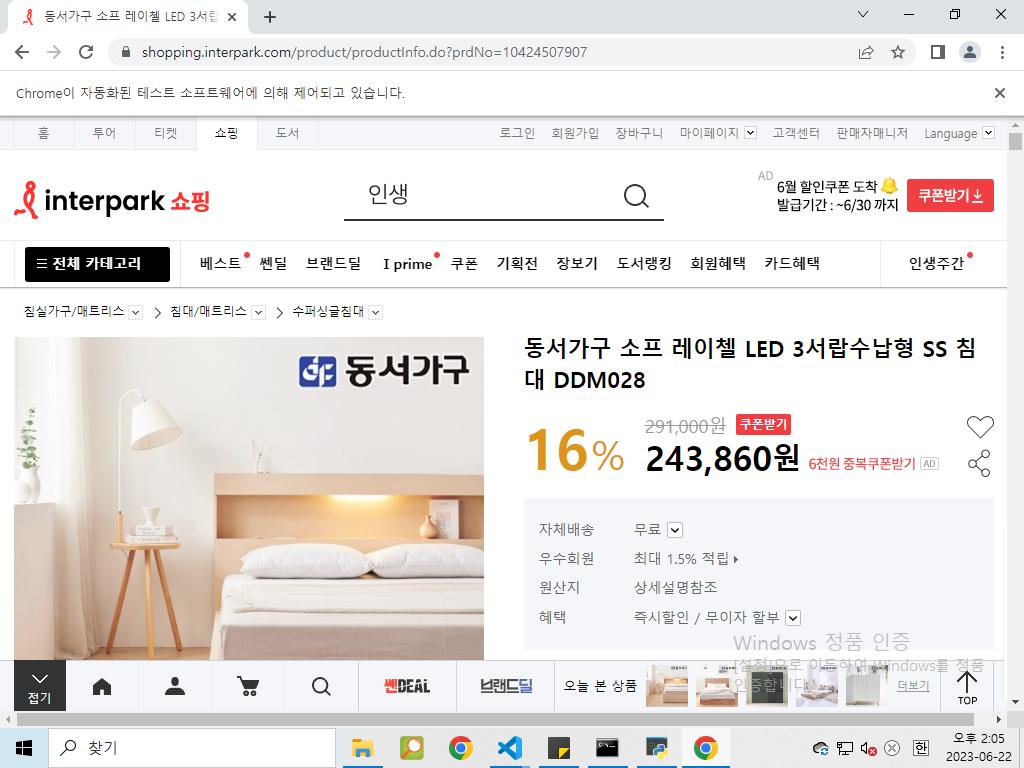 동서가구 소프 레이첼 LED 3서랍
shopping.interpark.com/product/productInfo.do?prdNo=10424507907
Chrome이 자동화된 테스트 소프트웨어에 의해 제어되고 있습니다.
홈 투어 티켓 쇼핑 도서 로그인 회원가입 장바구니 마이페이지 고객센터 판매자매니저 Language
interpark 쇼핑 인생
AD 6월 할인쿠폰 도착
발급기간 : ~6/30 까지
쿠폰받기
전체 카테고리 베스트 쎈딜 브랜드딜 I prime 쿠폰 기획전 장보기 도서랭킹 회원혜택 카드혜택 인생주간
침실가구/매트리스 침대/매트리스 수퍼싱글침대
동서가구
동서가구 소프 레이첼 LED 3서랍수납형 SS 침
대 DDM028
16%
291,000원 쿠폰받기
243,860원 6천원 중복쿠폰받기 AD
자체배송 무료
우수회원 최대 1.5% 적립
원산지 상세설명참조
혜택 즉시할인 / 무이자 할부
Windows 정품 인증
[설정]으로 이동하여 Windows를 정품
인증합니다.
접기 쎈DEAL 브랜드딜 오늘 본 상품 더보기 TOP
찾기
한
오후 2:05
2023-06-22